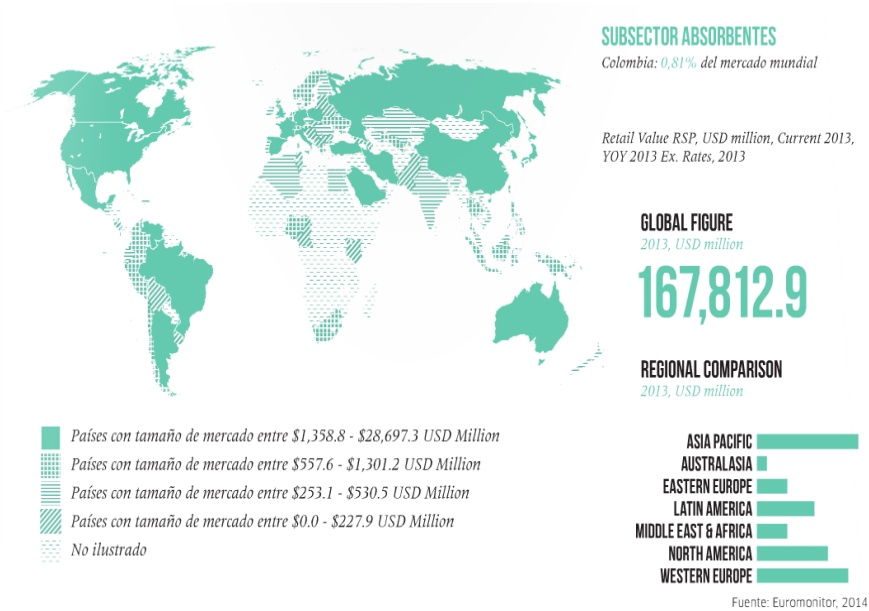 SUBSECTOR ABSORBENTES
Colombia: 0,81% del mercado mundial
Retail Value RSP, USD million, Current 2013,
YOY 2013 Ex. Rates, 2013
GLOBAL FIGURE
2013, USD million
167,812.9
REGIONAL COMPARISON
2013, USD million
Países con tamaño de mercado entre $1,358.8 - $28,697.3 USD Million
Países con tamaño de mercado entre $557.6 - $1,301.2 USD Million
Países con tamaño de mercado entre $253.1 - $530.5 USD Million
Países con tamaño de mercado entre $0.0 - $227.9 USD Million
No ilustrado
ASIA PACIFIC
AUSTRALASIA
EASTERN EUROPE
LATIN AMERICA
MIDDLE EAST & AFRICA
NORTH AMERICA
WESTERN EUROPE
Fuente: Euromonitor, 2014